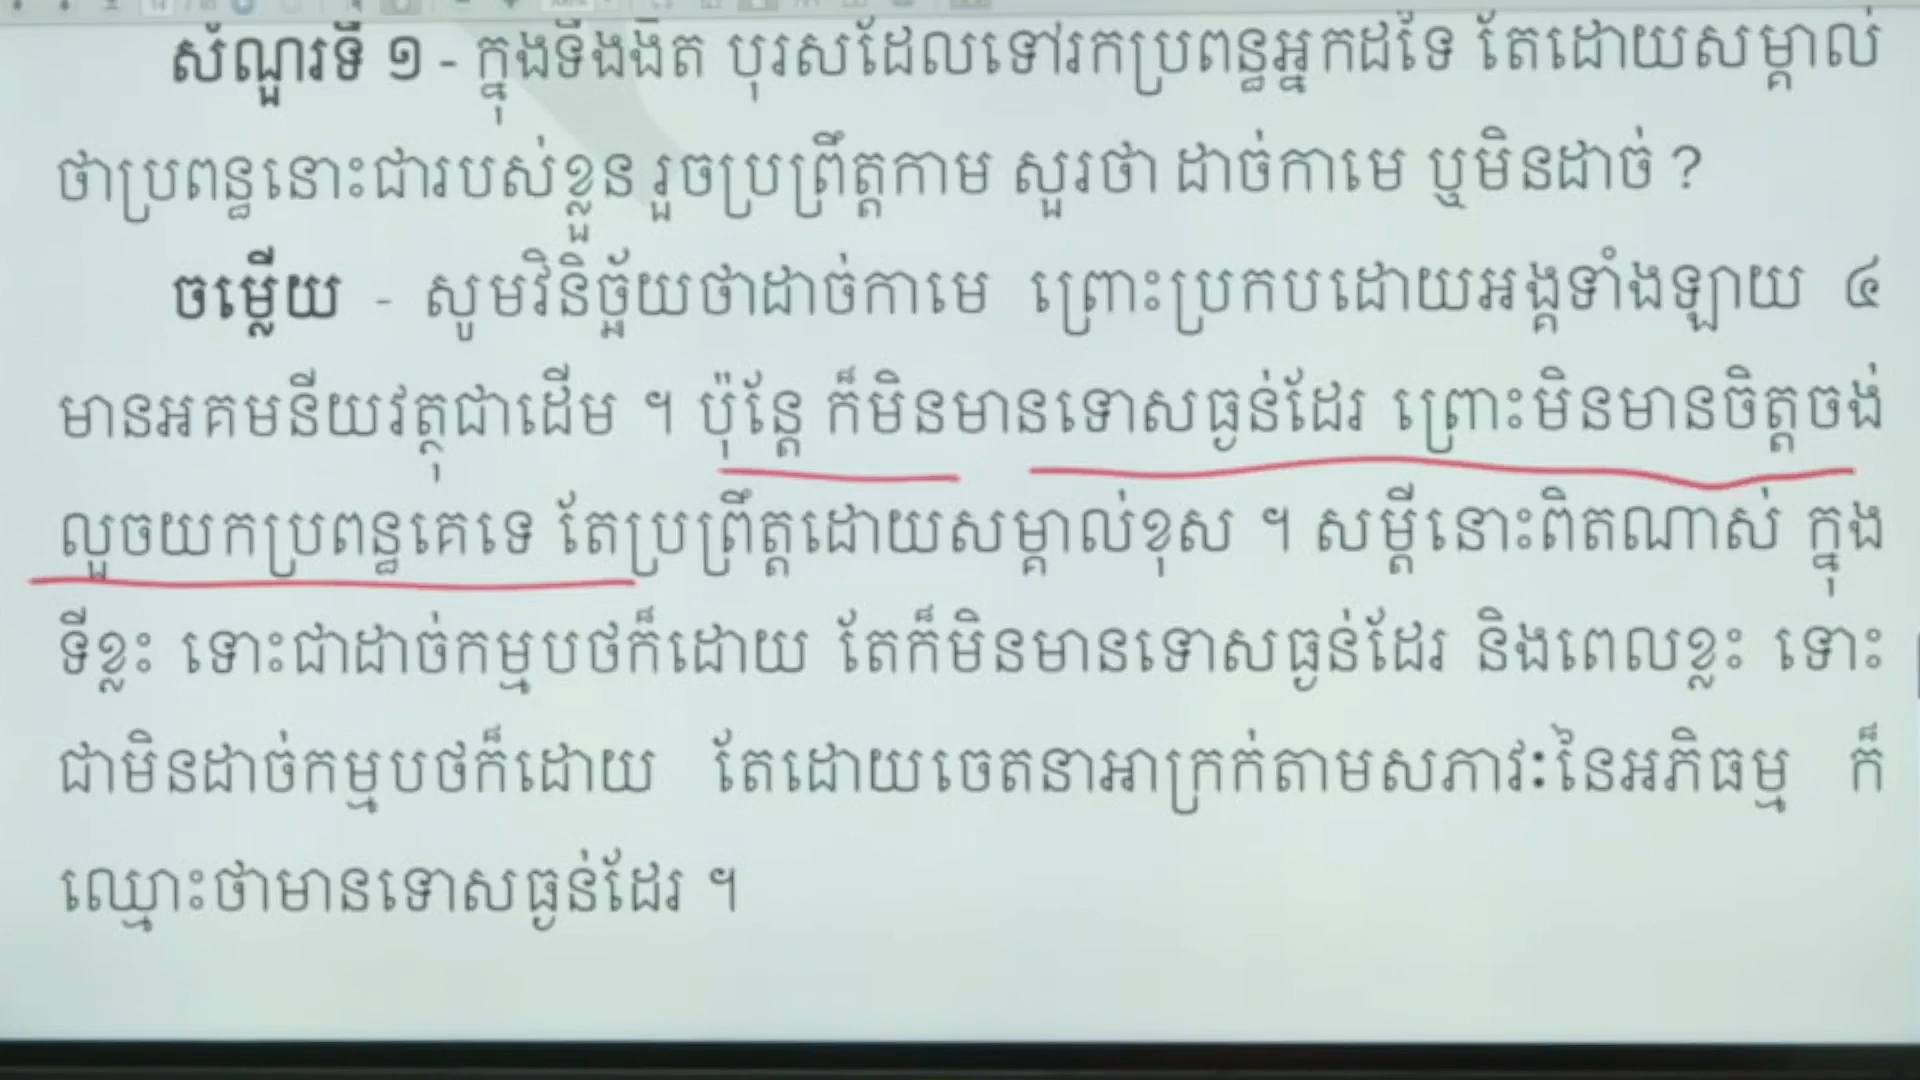 សំណួរទី ១ - ក្នុងទីងងឹត បុរសដែលទៅរកប្រពន្ធអ្នកដទៃ តែដោយសម្គាល់
ថាប្រពន្ធនោះជារបស់ខ្លួន រួចប្រព្រឹត្តកាម សួរថា ដាច់កាមេ ឬមិនដាច់ ?
ចម្លើយ - សូមវិនិច្ឆ័យថាដាច់កាមេ ព្រោះប្រកបដោយអង្គទាំងឡាយ ៤
មានអគមនីយវត្ថុជាដើម ។ ប៉ុន្តែ ក៏មិនមានទោសធ្ងន់ដែរ ព្រោះមិនមានចិត្តចង់
លួចយកប្រពន្ធគេទេ តែប្រព្រឹត្តដោយសម្គាល់ខុស ។ សម្តីនោះពិតណាស់ ក្នុង
ទីខ្លះ ទោះជាដាច់កម្មបថក៏ដោយ តែក៏មិនមានទោសធ្ងន់ដែរ និងពេលខ្លះ ទោះ
ជាមិនដាច់កម្មបថក៏ដោយ តែដោយចេតនាអាក្រក់តាមសភាវៈនៃអភិធម្ម ក៏
ឈ្មោះថាមានទោសធ្ងន់ដែរ ។